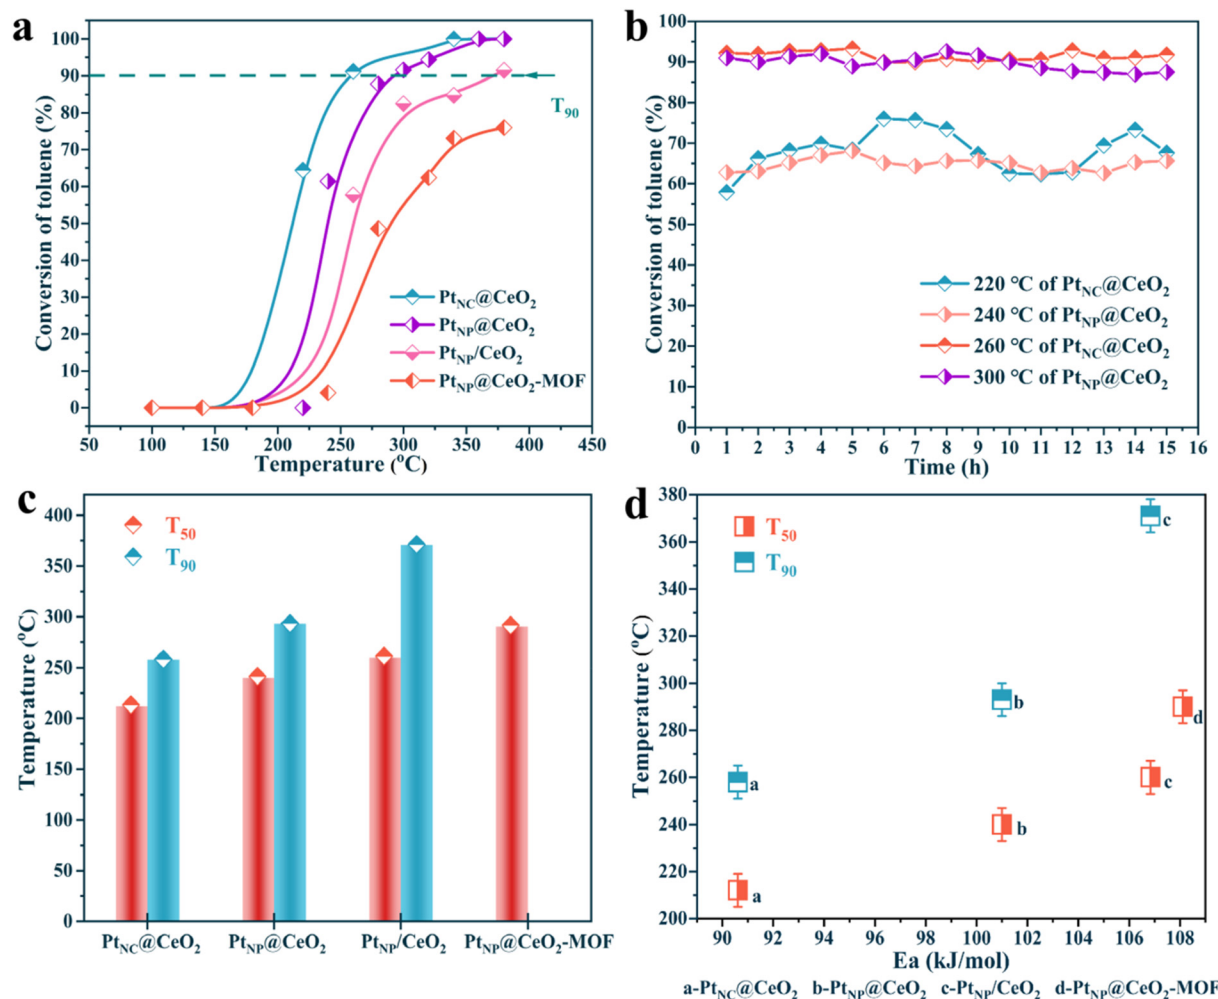 a
Conversion of toluene (%)
100
90
80
70
60
50
40
30
20
10
0
T90
PtNC@CeO2
PtNP@CeO2
PtNP/CeO2
PtNP@CeO2-MOF
50 100 150 200 250 300 350 400 450
Temperature (°C)
b
Conversion of toluene (%)
100
90
80
70
60
50
40
30
20
10
0
220 °C of PtNC@CeO2
240 °C of PtNP@CeO2
260 °C of PtNC@CeO2
300 °C of PtNP@CeO2
0 1 2 3 4 5 6 7 8 9 10 11 12 13 14 15 16
Time (h)
c
Temperature (°C)
400
350
300
250
200
150
100
50
0
T50
T90
PtNC@CeO2 PtNP@CeO2 PtNP/CeO2 PtNP@CeO2-MOF
d
Temperature (°C)
380
360
340
320
300
280
260
240
220
200
T50
T90
c
b
a
d
c
b
a
90 92 94 96 98 100 102 104 106 108
Ea (kJ/mol)
a-PtNC@CeO2 b-PtNP@CeO2 c-PtNP/CeO2 d-PtNP@CeO2-MOF